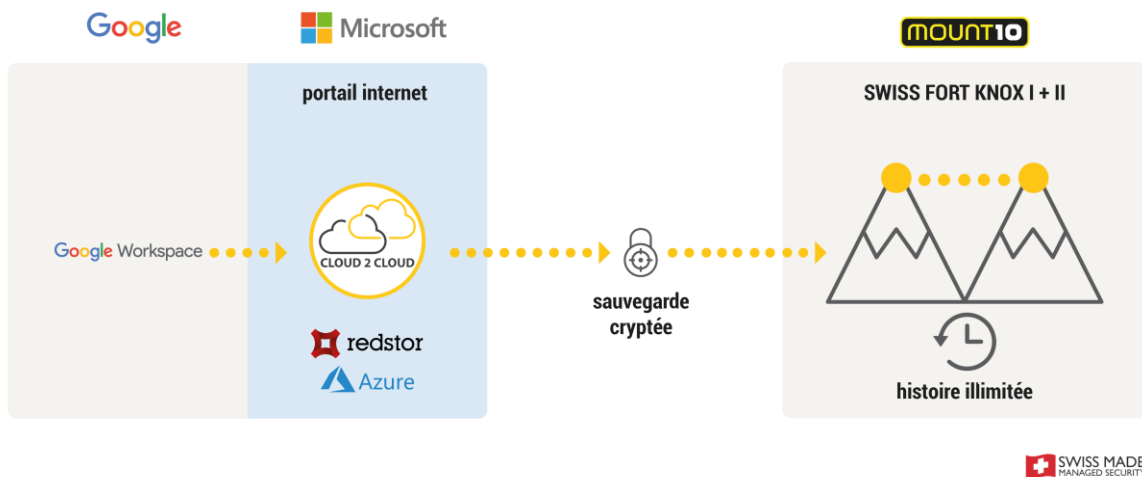 Google
Microsoft
MOUNT10
portail internet
SWISS FORT KNOX I + II
Google Workspace
CLOUD 2 CLOUD
sauvegarde
cryptée
redstor
Azure
histoire illimitée
SWISS MADE
MANAGED SECURITY